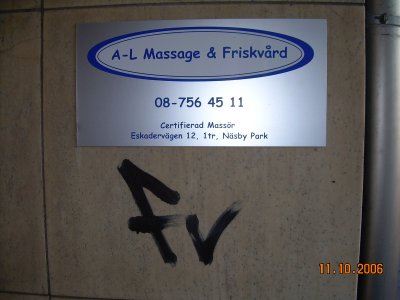 A-L Massage & Friskvård
08-756 45 11
Certifierad Massör
Eskadervägen 12, 1tr, Näsby Park
Fv
11.10.2006